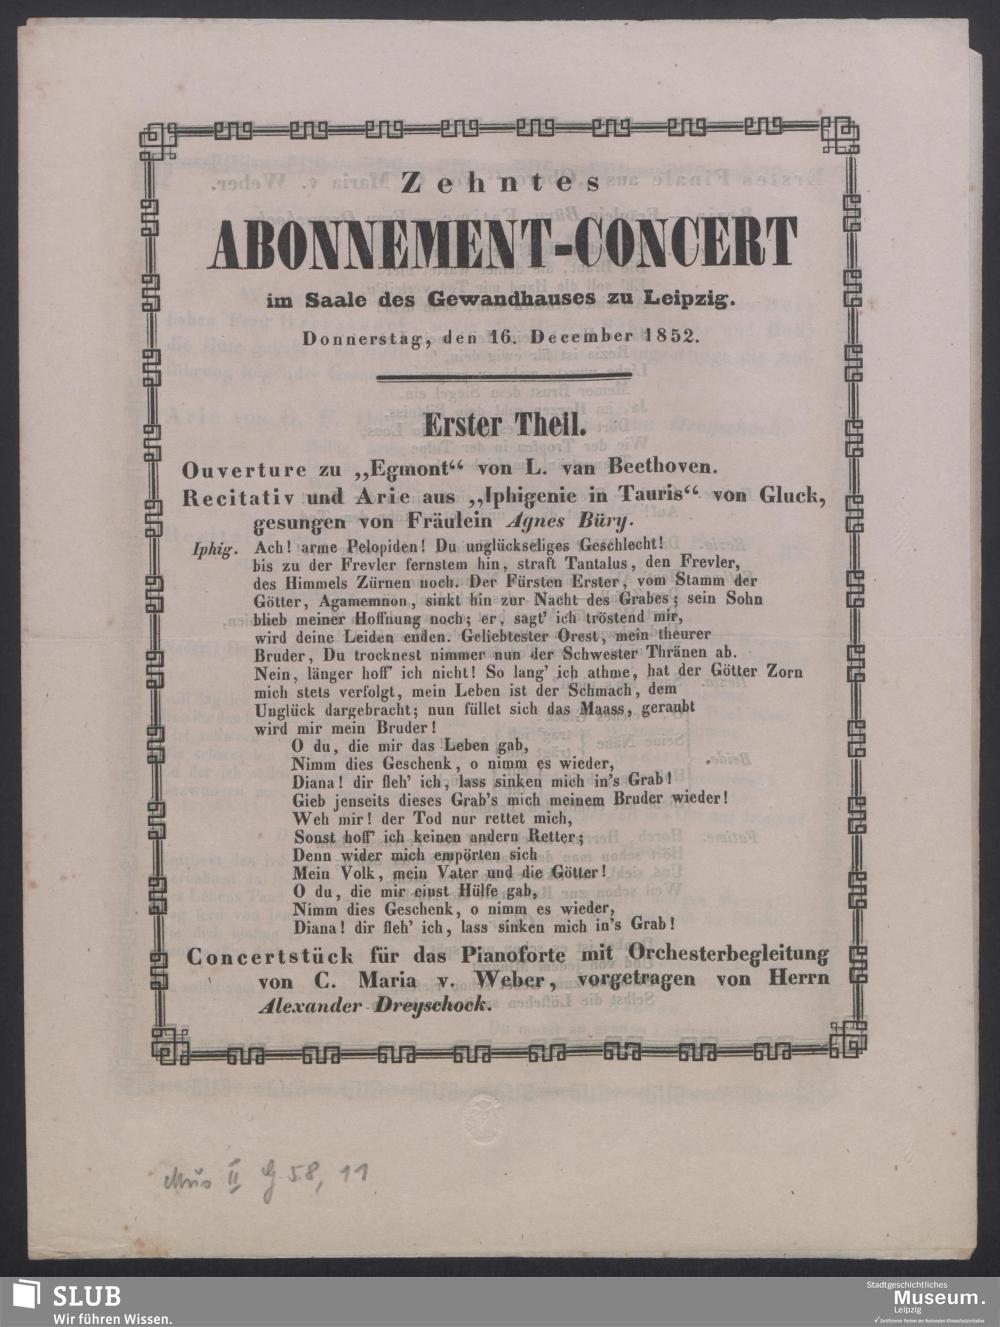 Zehntes
ABONNEMENT-CONCERT
im Saale des Gewandhauses zu Leipzig.
Donnerstag, den 16. December 1852.
Erster Theil.
Ouverture zu „Egmont“ von L. van Beethoven.
Recitativ und Arie aus „Iphigenie in Tauris“ von Gluck,
gesungen von Fräulein Agnes Büry.
Iphig. Ach! arme Pelopiden! Du unglückseliges Geschlecht!
bis zu der Frevler fernstem hin, straft Tantalus, den Frevler,
des Himmels Zürnen noch. Der Fürsten Erster, vom Stamm der
Götter, Agamemnon, sinkt hin zur Nacht des Grabes; sein Sohn
blieb meiner Hoffnung noch; er, sagt' ich tröstend mir,
wird deine Leiden enden. Geliebtester Orest, mein theurer
Bruder, Du trocknest nimmer nun der Schwester Thränen ab.
Nein, länger hoff' ich nicht! So lang' ich athme, hat der Götter Zorn
mich stets verfolgt, mein Leben ist der Schmach, dem
Unglück dargebracht; nun füllet sich das Maass, geraubt
wird mir mein Bruder!
O du, die mir das Leben gab,
Nimm dies Geschenk, o nimm es wieder,
Diana! dir fleh' ich, lass sinken mich in's Grab!
Gieb jenseits dieses Grab's mich meinem Bruder wieder!
Weh mir! der Tod nur rettet mich,
Sonst hoff' ich keinen andern Retter;
Denn wider mich empörten sich
Mein Volk, mein Vater und die Götter!
O du, die mir einst Hülfe gab,
Nimm dies Geschenk, o nimm es wieder,
Diana! dir fleh' ich, lass sinken mich in's Grab!
Concertstück für das Pianoforte mit Orchesterbegleitung
von C. Maria v. Weber, vorgetragen von Herrn
Alexander Dreyschock.
Mus II G 58, 11
SLUB
Wir führen Wissen.
Stadtgeschichtliches
Museum.
Leipzig
Zertifizierter Partner der Nationalen Klimaschutzinitiative